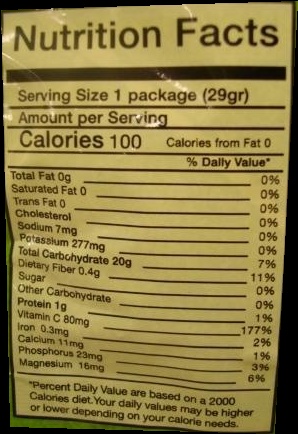 Nutrition Facts
Serving Size 1 package (29gr)
Amount per Serving
Calories 100 Calories from Fat 0
% Daily Value*
Total Fat 0g 0%
Saturated Fat 0 0%
Trans Fat 0 0%
Cholesterol 0%
Sodium 7mg 0%
Potassium 277mg 0%
Total Carbohydrate 20g 7%
Dietary Fiber 0.4g 11%
Sugar 0%
Other Carbohydrate 0%
Protein 1g 1%
Vitamin C 80mg 177%
Iron 0.3mg 2%
Calcium 11mg 1%
Phosphorus 23mg 3%
Magnesium 16mg 6%
*Percent Daily Value are based on a 2000
Calories diet.Your daily values may be higher
or lower depending on your calorie needs.